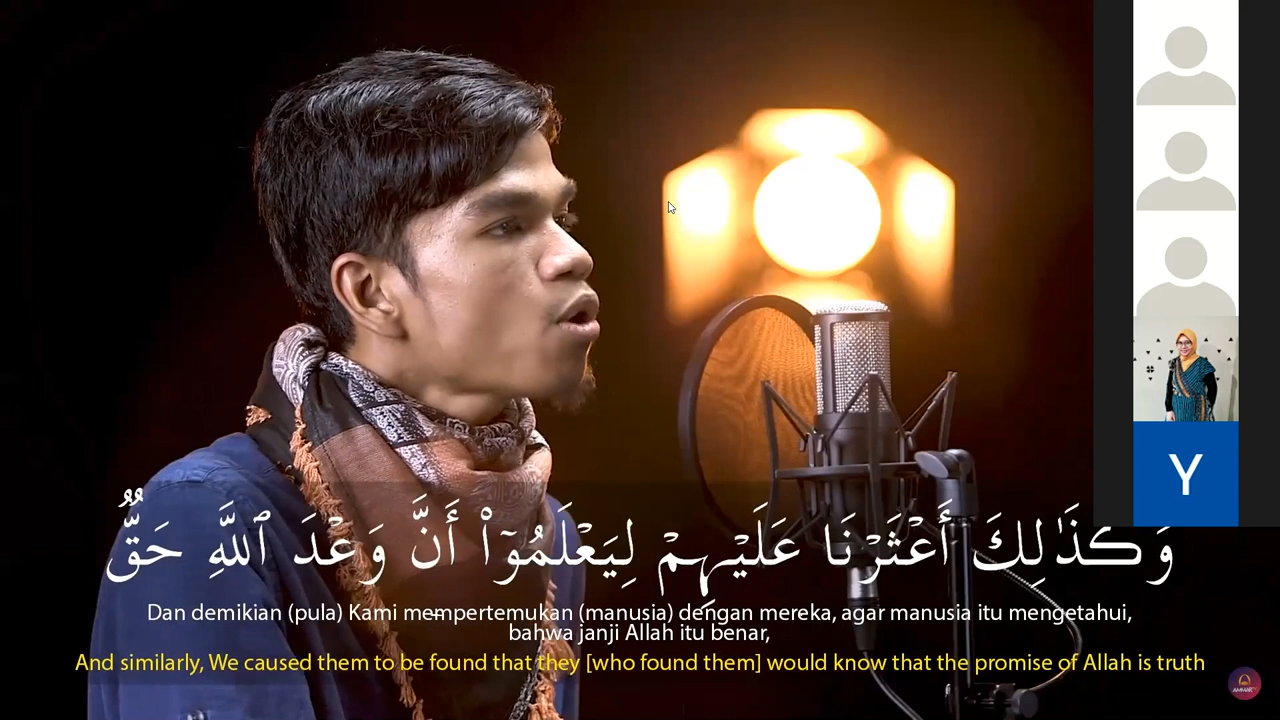 Y
وَكَذَٰلِكَ أَعْثَرْنَا عَلَيْهِمْ لِيَعْلَمُوٓا۟ أَنَّ وَعْدَ ٱللَّهِ حَقٌّ
Dan demikian (pula) Kami mempertemukan (manusia) dengan mereka, agar manusia itu mengetahui,
bahwa janji Allah itu benar,
And similarly, We caused them to be found that they [who found them] would know that the promise of Allah is truth
AMMAR TV